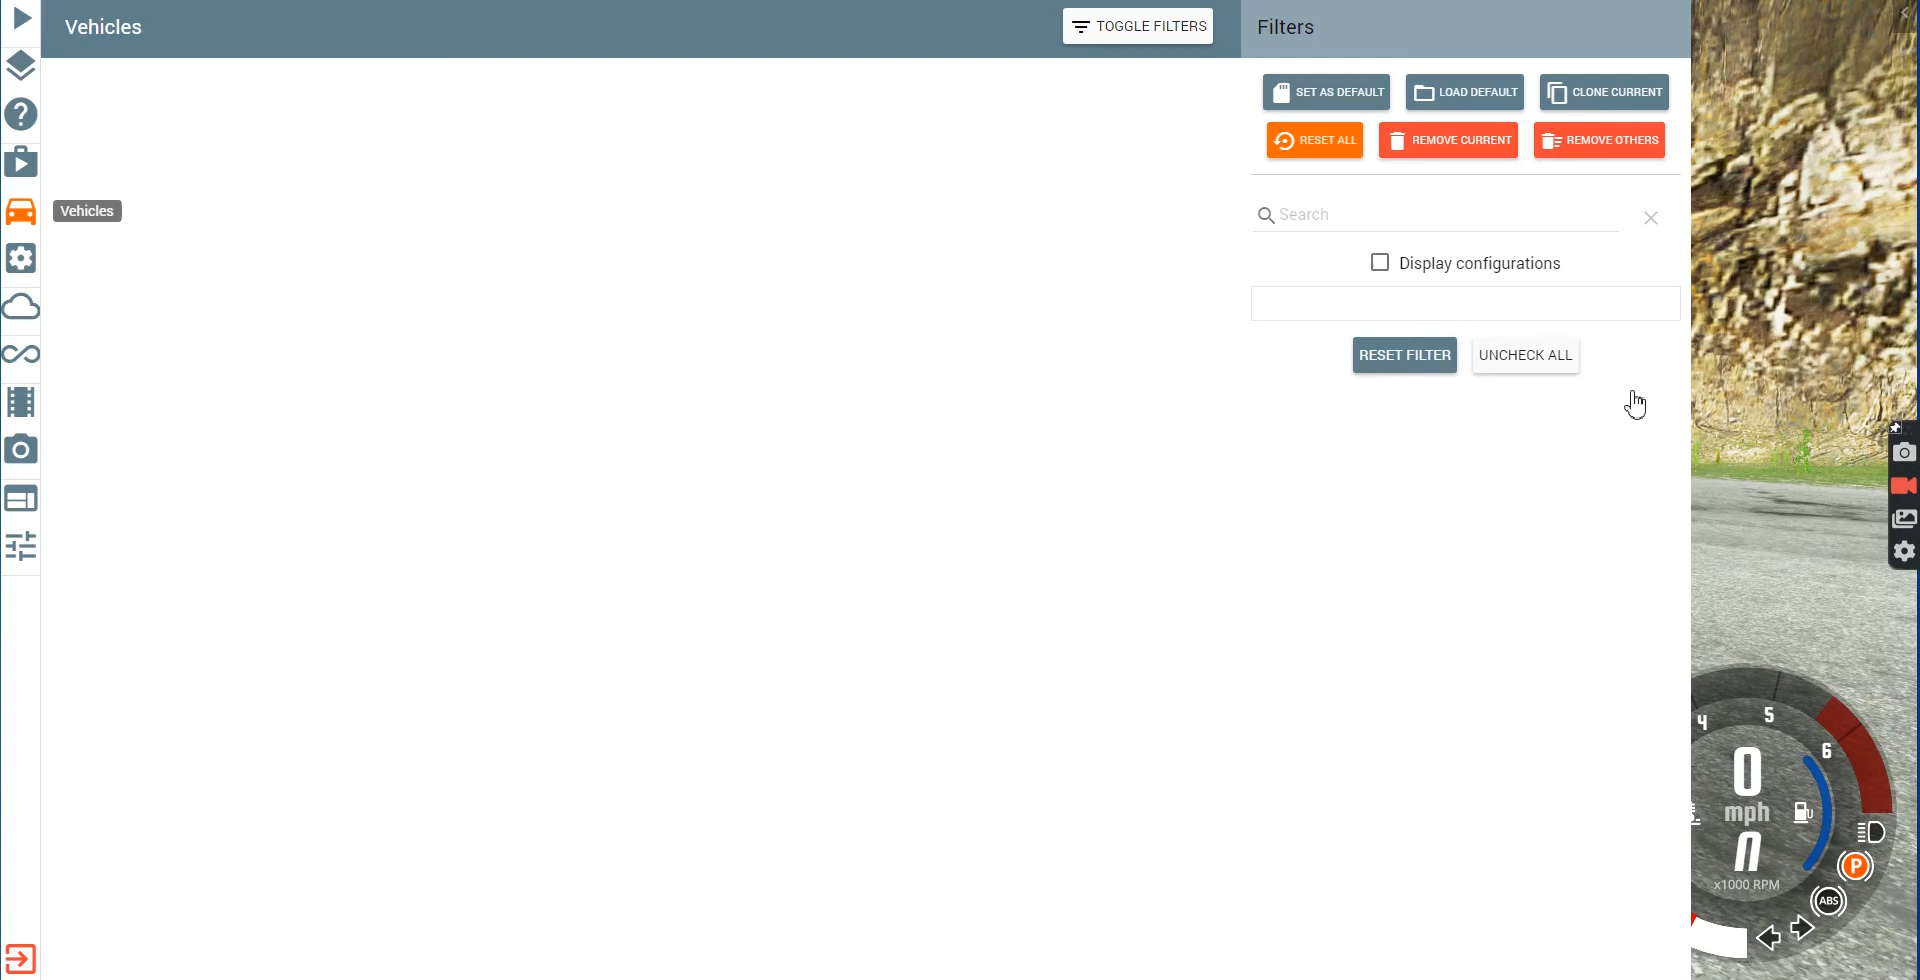 Vehicles
TOGGLE FILTERS
Filters
SET AS DEFAULT
LOAD DEFAULT
CLONE CURRENT
RESET ALL
REMOVE CURRENT
REMOVE OTHERS
Vehicles
Search
Display configurations
RESET FILTER
UNCHECK ALL
4
5
6
0
mph
n
x1000 RPM
P
ABS